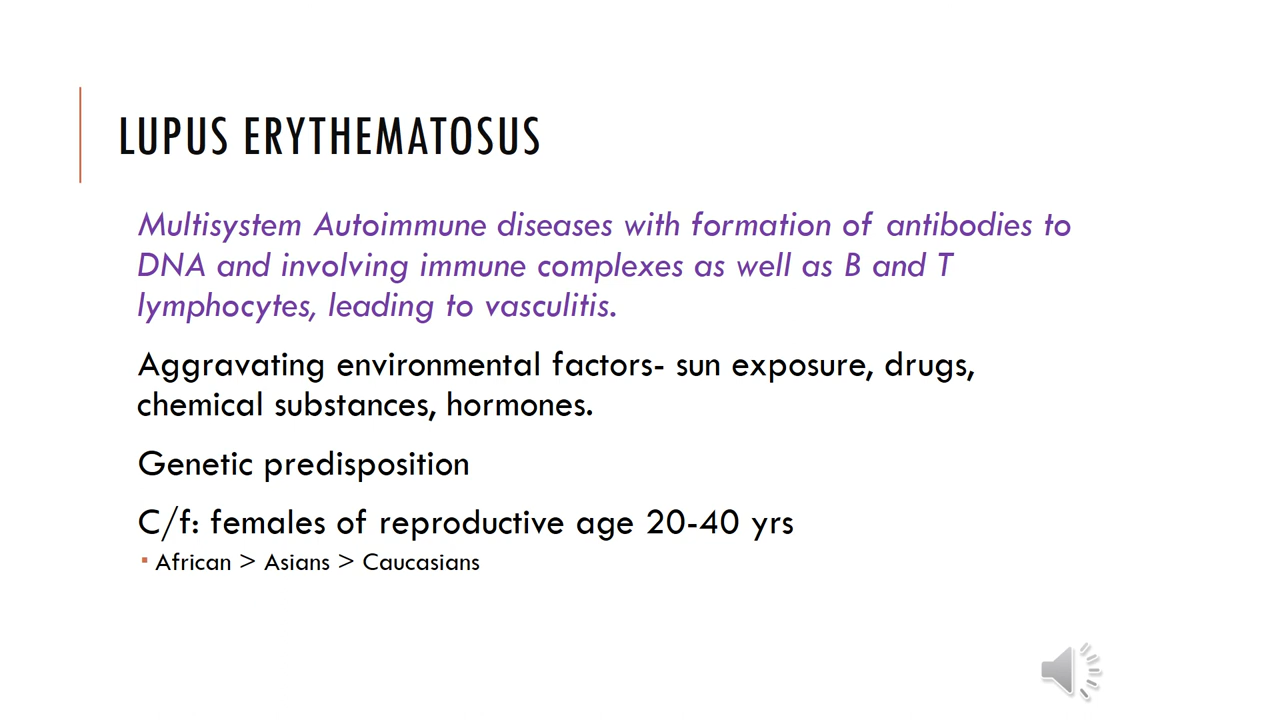 LUPUS ERYTHEMATOSUS
Multisystem Autoimmune diseases with formation of antibodies to
DNA and involving immune complexes as well as B and T
lymphocytes, leading to vasculitis.
Aggravating environmental factors- sun exposure, drugs,
chemical substances, hormones.
Genetic predisposition
C/f: females of reproductive age 20-40 yrs
▪ African > Asians > Caucasians